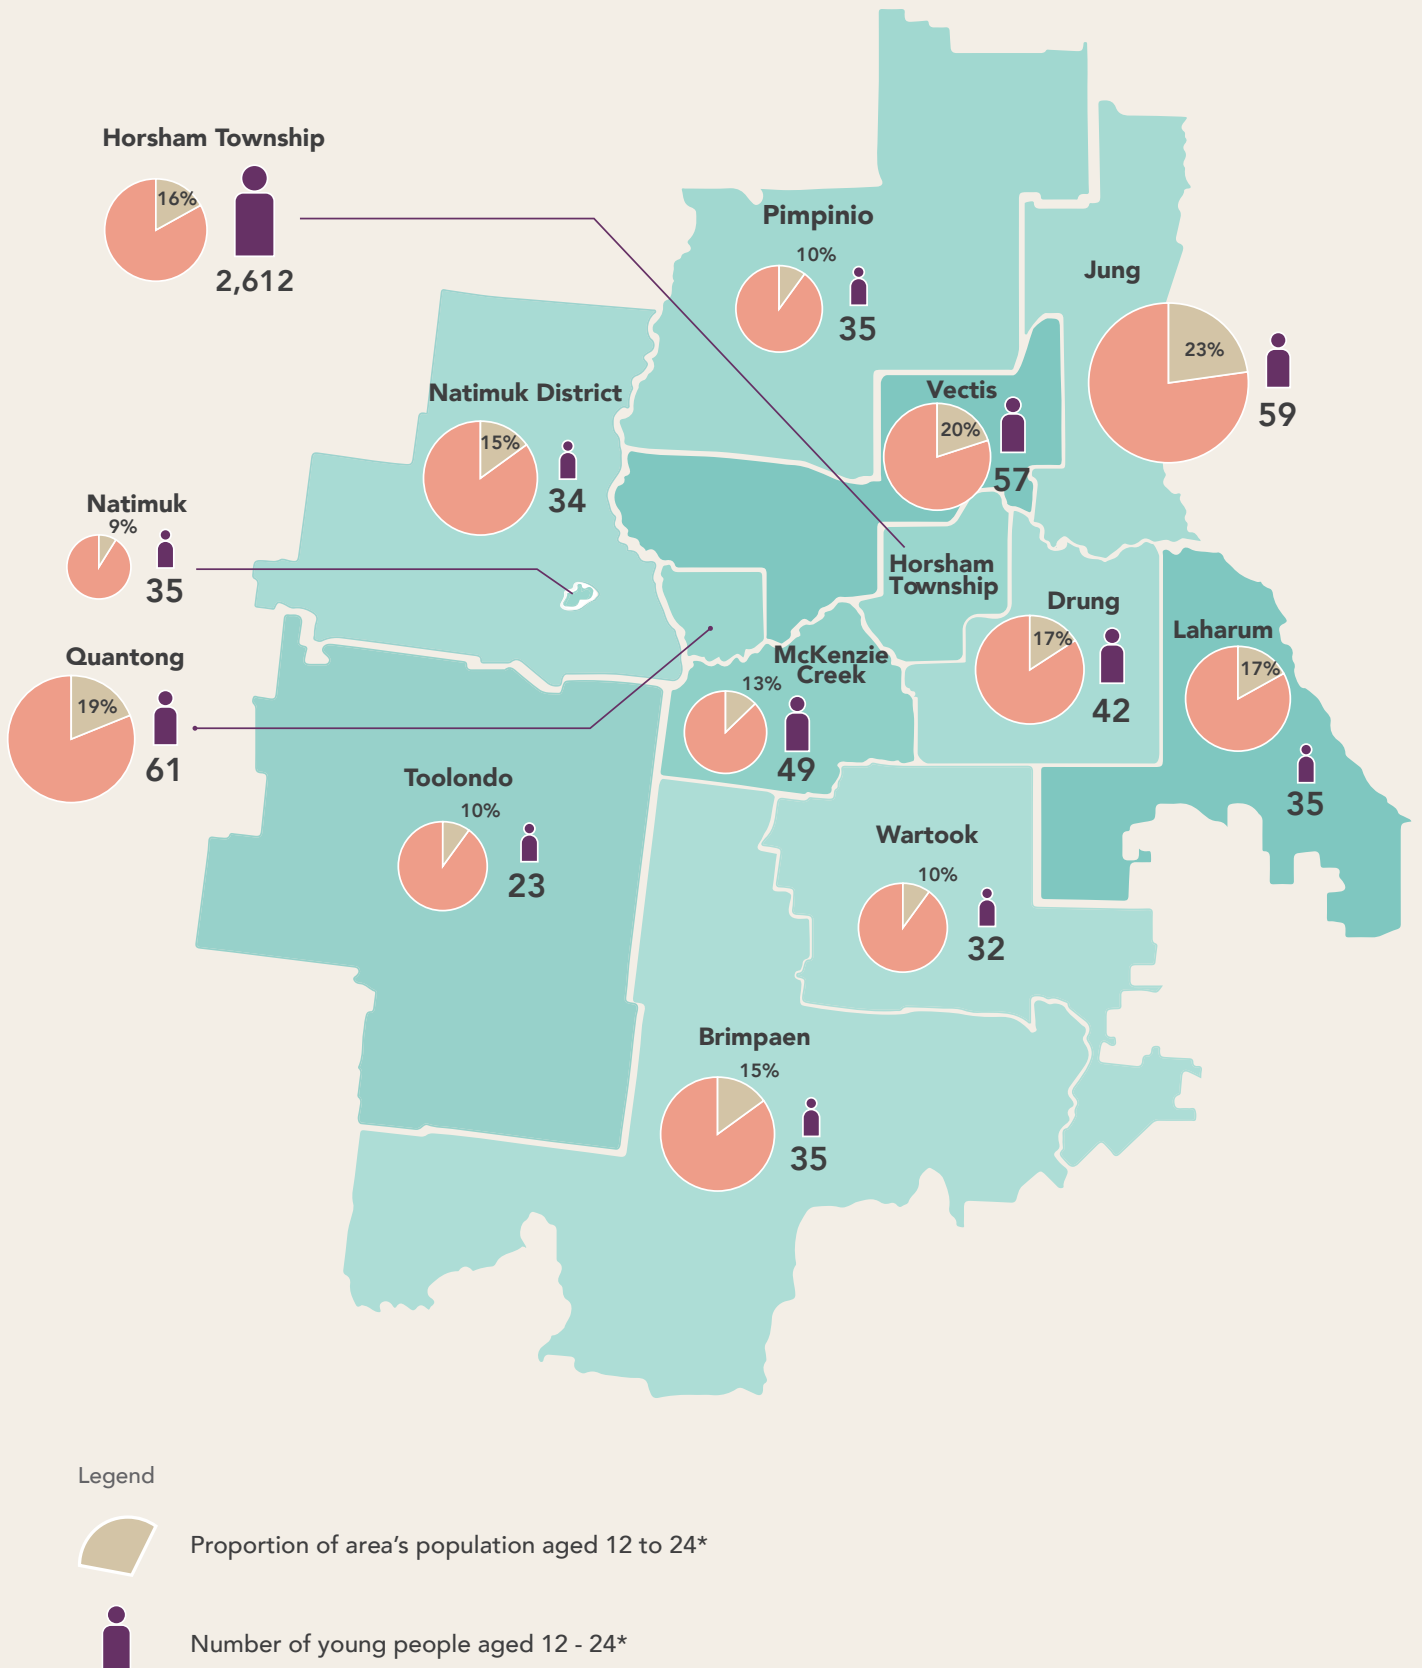 Horsham Township
16%
2,612
Pimpinio
10%
35
Jung
23%
59
Natimuk District
15%
34
Vectis
20%
57
Natimuk
9%
35
Horsham
Township
Drung
17%
42
Laharum
17%
35
Quantong
19%
61
McKenzie
Creek
13%
49
Toolondo
10%
23
Wartook
10%
32
Brimpaen
15%
35
Legend
Proportion of area’s population aged 12 to 24*
Number of young people aged 12 - 24*